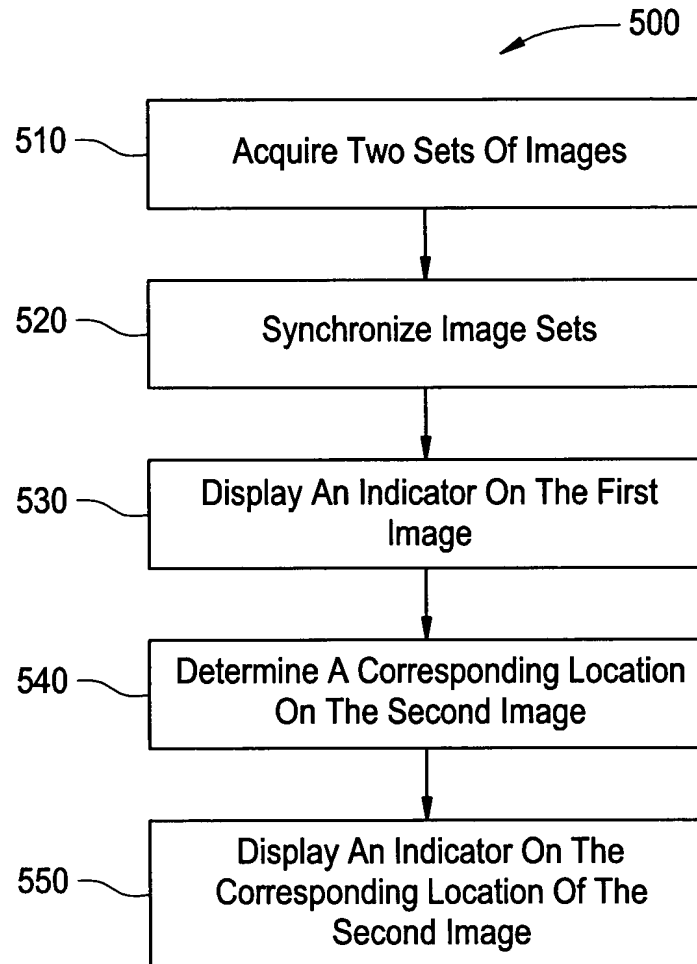 500
510
Acquire Two Sets Of Images
520
Synchronize Image Sets
530
Display An Indicator On The First
Image
540
Determine A Corresponding Location
On The Second Image
550
Display An Indicator On The
Corresponding Location Of The
Second Image